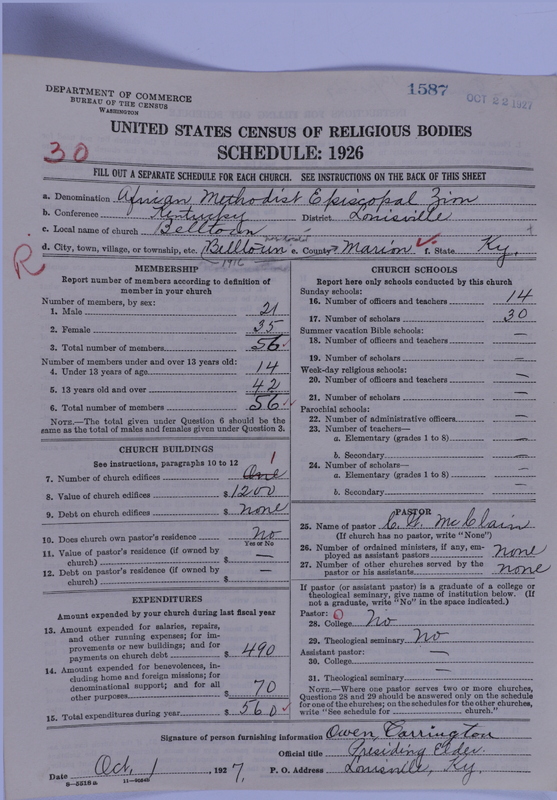 1587
OCT 22 1927
DEPARTMENT OF COMMERCE
BUREAU OF THE CENSUS
WASHINGTON
UNITED STATES CENSUS OF RELIGIOUS BODIES
SCHEDULE: 1926
30
FILL OUT A SEPARATE SCHEDULE FOR EACH CHURCH. SEE INSTRUCTIONS ON THE BACK OF THIS SHEET
a. Denomination African Methodist Episcopal Zion
b. Conference Kentucky District Louisville
c. Local name of church Belltown
d. City, town, village, or township, etc. Belltown e. County Marion ✓ f. State Ky.
1916
R
MEMBERSHIP
Report number of members according to definition of
member in your church
Number of members, by sex:
1. Male 21
2. Female 35
3. Total number of members 56 ✓
Number of members under and over 13 years old:
4. Under 13 years of age 14
5. 13 years old and over 42
6. Total number of members 56 ✓
NOTE.—The total given under Question 6 should be
same as the total of males and females given under Question 3.
CHURCH BUILDINGS
See instructions, paragraphs 10 to 12
7. Number of church edifices One 1
8. Value of church edifices $ 1200
9. Debt on church edifices $ none
10. Does church own pastor's residence No
Yes or No
11. Value of pastor's residence (if owned by
church) $ —
12. Debt on pastor's residence (if owned by
church) $ —
EXPENDITURES
Amount expended by your church during last fiscal year
13. Amount expended for salaries, repairs,
and other running expenses; for im-
provements or new buildings; and for
payments on church debt $ 490
14. Amount expended for benevolences, in-
cluding home and foreign missions; for
denominational support; and for all
other purposes $ 70
15. Total expenditures during year $ 560 ✓
CHURCH SCHOOLS
Report here only schools conducted by this church
Sunday schools:
16. Number of officers and teachers 14
17. Number of scholars 30
Summer vacation Bible schools:
18. Number of officers and teachers —
19. Number of scholars —
Week-day religious schools:
20. Number of officers and teachers —
21. Number of scholars —
Parochial schools:
22. Number of administrative officers —
23. Number of teachers—
a. Elementary (grades 1 to 8) —
b. Secondary —
24. Number of scholars—
a. Elementary (grades 1 to 8) —
b. Secondary —
PASTOR
25. Name of pastor McClain
(If church has no pastor, write "None")
26. Number of ordained ministers, if any, em-
ployed as assistant pastors none
27. Number of other churches served by the
pastor or his assistants none
If pastor (or assistant pastor) is a graduate of a college or
theological seminary, give name of institution below. (If
not a graduate, write "No" in the space indicated.)
Pastor: 0
28. College No
29. Theological seminary No
Assistant pastor:
30. College —
31. Theological seminary —
NOTE.—Where one pastor serves two or more churches,
Questions 28 and 29 should be answered only on the schedule
for one of the churches; on the schedules for the other churches,
write "See schedule for church."
Signature of person furnishing information Owen Carrington
Official title Presiding Elder.
Date Oct, 1, 1927. P. O. Address Louisville, Ky.